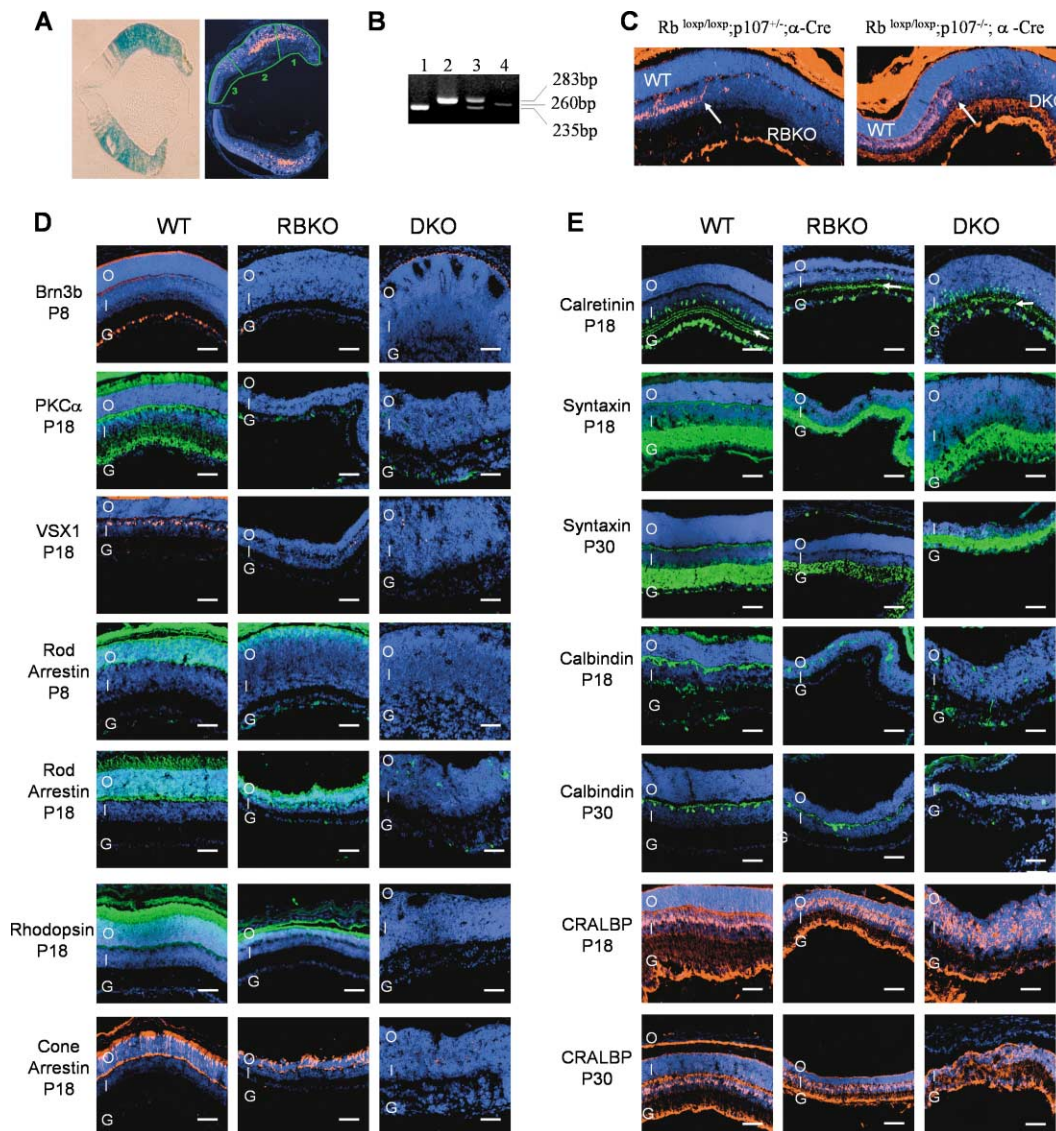 A
1
2
3
B
1 2 3 4
283bp
260bp
235bp
C
Rb loxp/loxp;p107+/-;α-Cre
Rb loxp/loxp;p107-/-; α -Cre
WT
RBKO
WT
DKO
D
WT RBKO DKO
Brn3b
P8
O O O
I I I
G G G
PKCα
P18
O O O
I I I
G G G
VSX1
P18
O O O
I I I
G G G
Rod
Arrestin
P8
O O O
I I I
G G G
Rod
Arrestin
P18
O O O
I I I
G G G
Rhodopsin
P18
O O O
I I I
G G G
Cone
Arrestin
P18
O O O
I I I
G G G
E
WT RBKO DKO
Calretinin
P18
O O O
I I I
G G G
Syntaxin
P18
O O O
I I I
G G G
Syntaxin
P30
O O I
I I G
G G
Calbindin
P18
O O O
I I I
G G G
Calbindin
P30
O O O
I I I
G G G
CRALBP
P18
O O O
I I I
G G G
CRALBP
P30
O O O
I I I
G G G